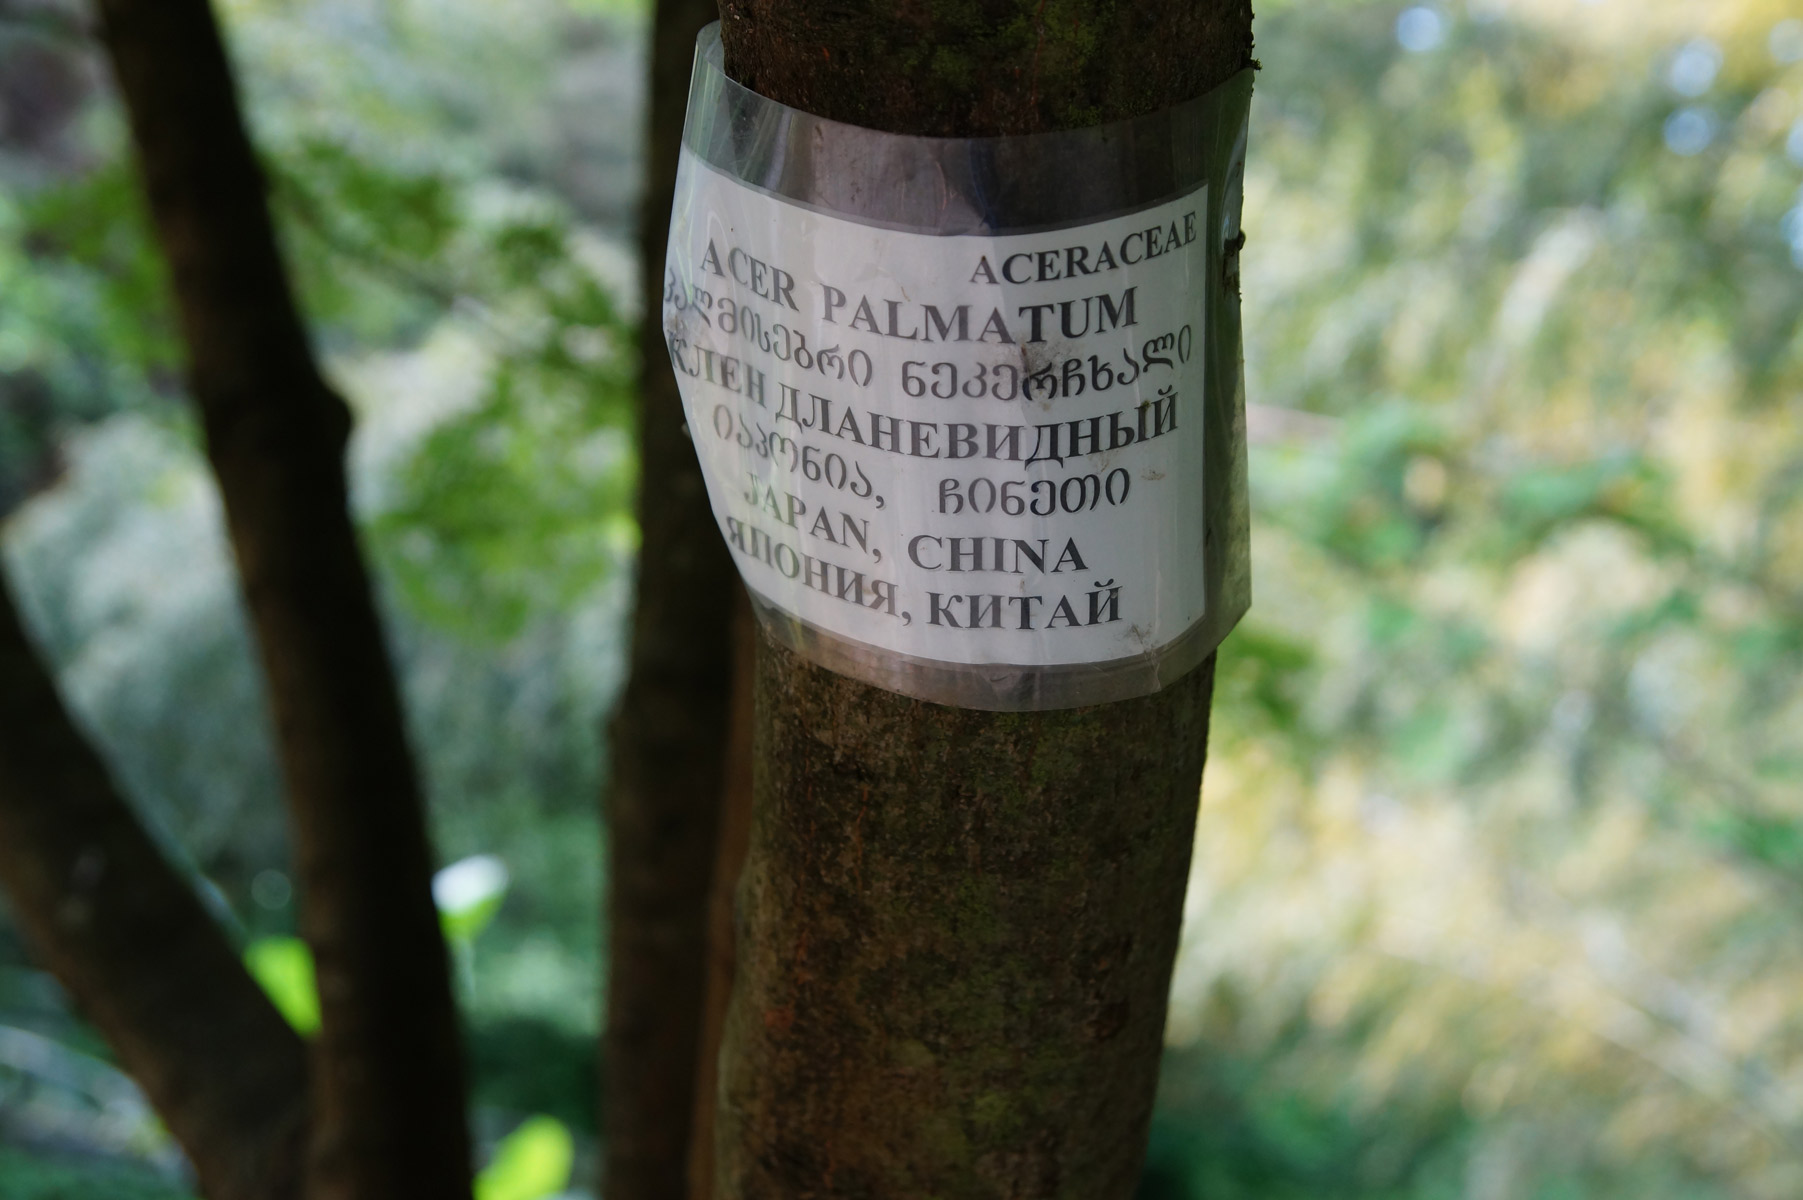 ACERACEAE
ACER PALMATUM
პალმისებრი ნეკერჩხალი
КЛЕН ДЛАНЕВИДНЫЙ
იაპონია, ჩინეთი
JAPAN, CHINA
ЯПОНИЯ, КИТАЙ